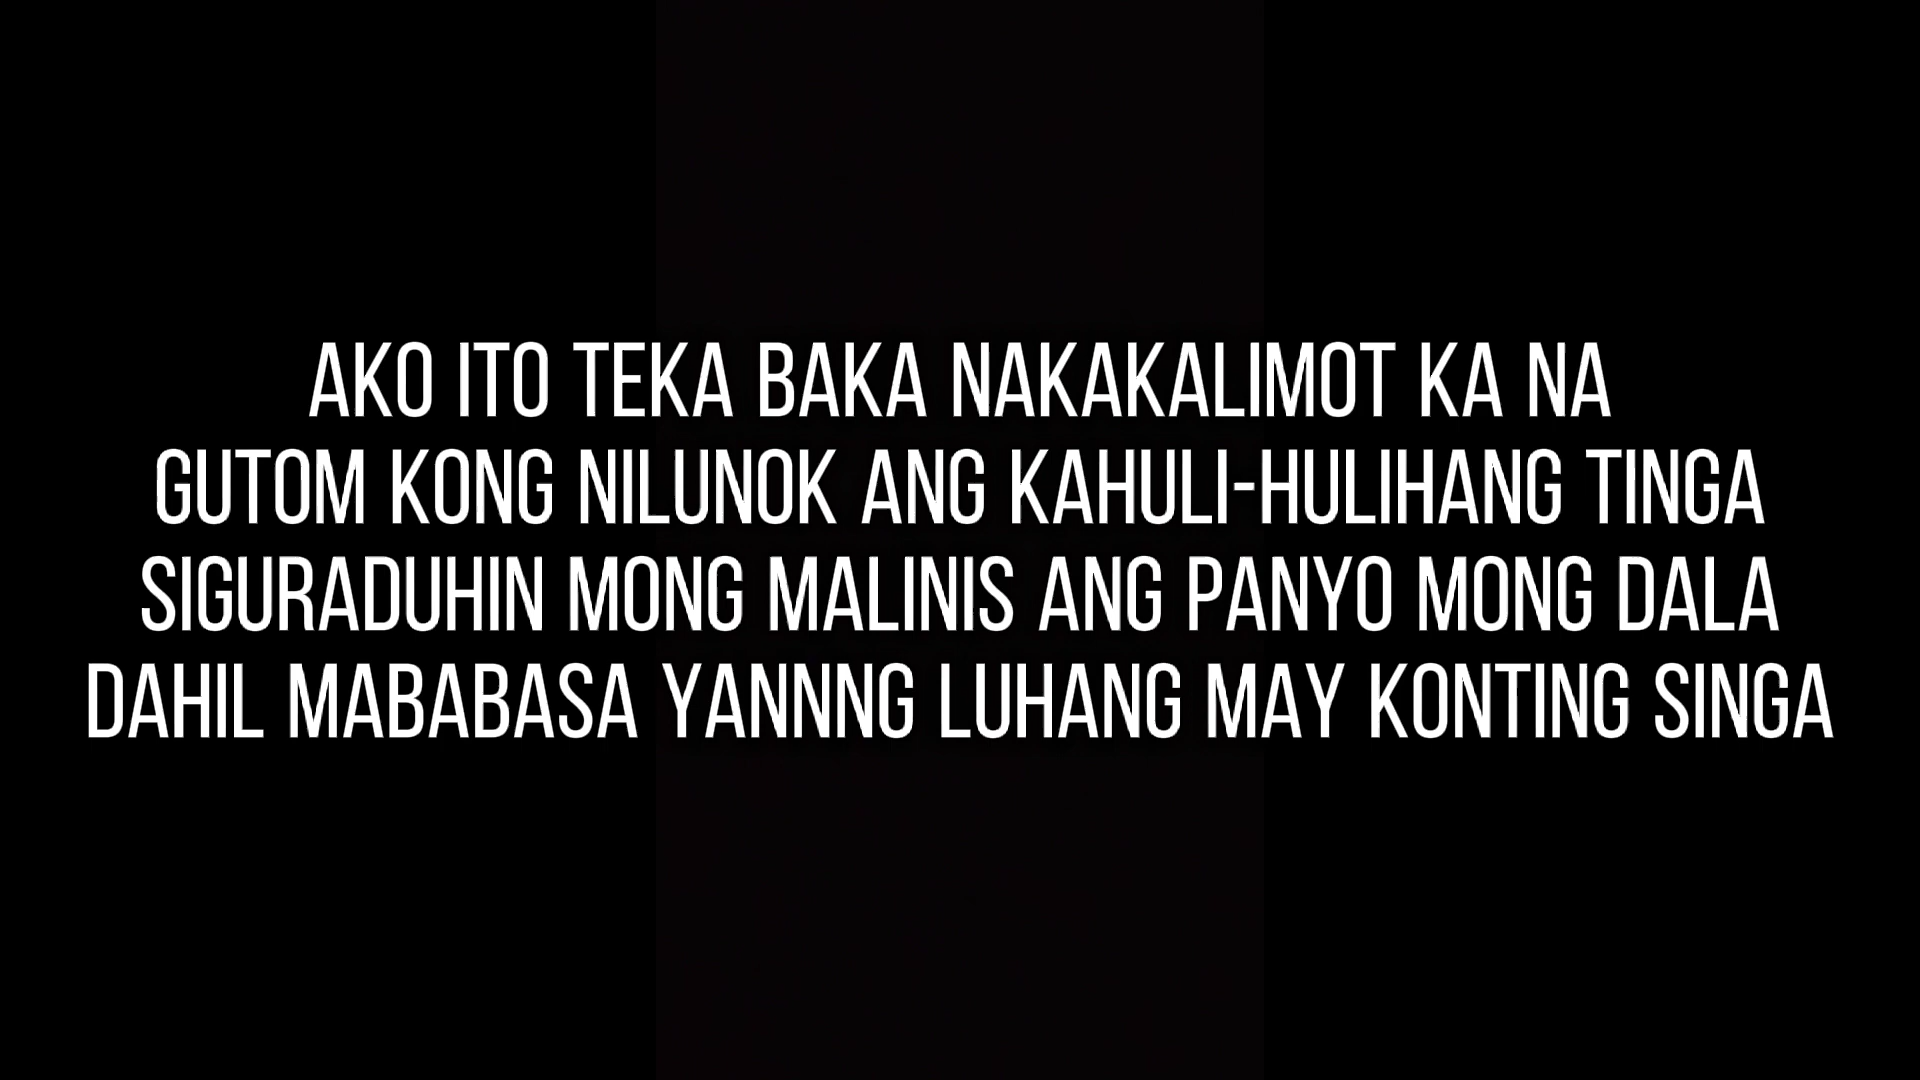 AKO ITO TEKA BAKA NAKAKALIMOT KA NA
GUTOM KONG NILUNOK ANG KAHULI-HULIHANG TINGA
SIGURADUHIN MONG MALINIS ANG PANYO MONG DALA
DAHIL MABABASA YANNNG LUHANG MAY KONTING SINGA